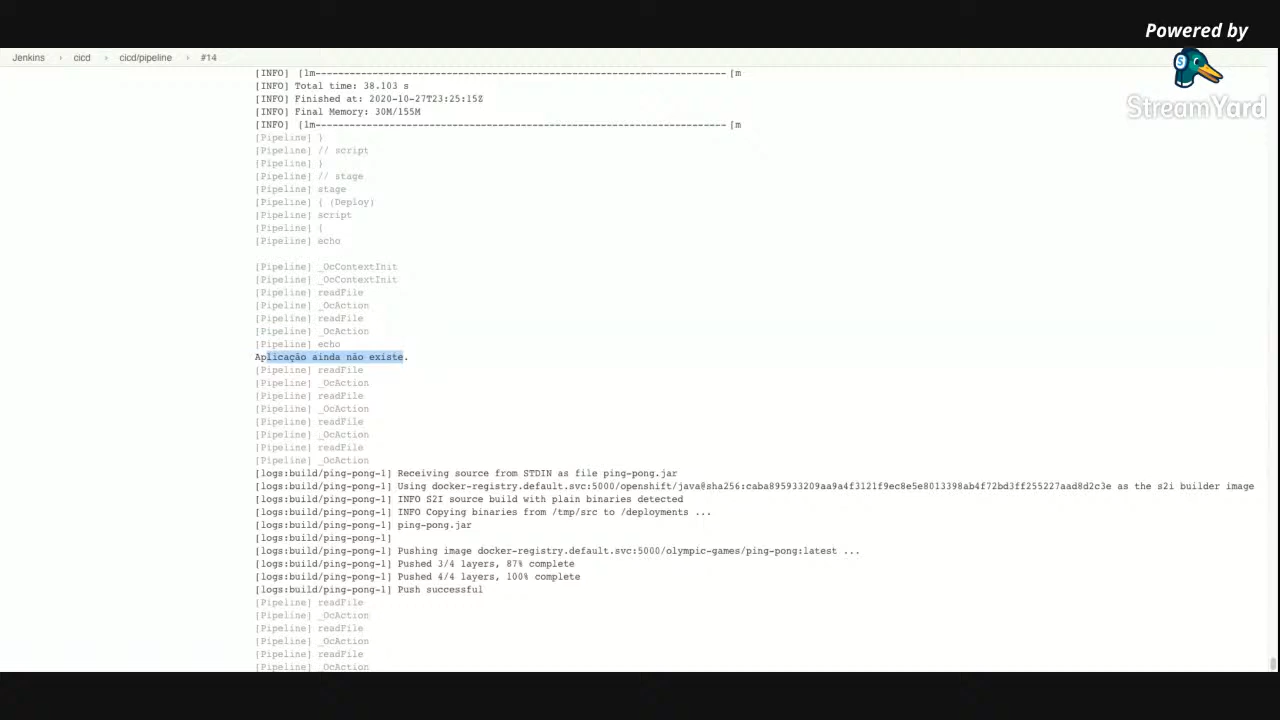 Powered by
StreamYard
Jenkins › cicd › cicd/pipeline › #14
[INFO] [1m------------------------------------------------------------------------[m
[INFO] Total time: 38.103 s
[INFO] Finished at: 2020-10-27T23:25:15Z
[INFO] Final Memory: 30M/155M
[INFO] [1m------------------------------------------------------------------------[m
[Pipeline] }
[Pipeline] // script
[Pipeline] }
[Pipeline] // stage
[Pipeline] stage
[Pipeline] { (Deploy)
[Pipeline] script
[Pipeline] {
[Pipeline] echo
[Pipeline] _OcContextInit
[Pipeline] _OcContextInit
[Pipeline] readFile
[Pipeline] _OcAction
[Pipeline] readFile
[Pipeline] _OcAction
[Pipeline] echo
Aplicação ainda não existe.
[Pipeline] readFile
[Pipeline] _OcAction
[Pipeline] readFile
[Pipeline] _OcAction
[Pipeline] readFile
[Pipeline] _OcAction
[Pipeline] readFile
[Pipeline] _OcAction
[logs:build/ping-pong-1] Receiving source from STDIN as file ping-pong.jar
[logs:build/ping-pong-1] Using docker-registry.default.svc:5000/openshift/java@sha256:caba895933209aa9a4f3121f9ec8e5e8013398ab4f72bd3ff255227aad8d2c3e as the s2i builder image
[logs:build/ping-pong-1] INFO S2I source build with plain binaries detected
[logs:build/ping-pong-1] INFO Copying binaries from /tmp/src to /deployments ...
[logs:build/ping-pong-1] ping-pong.jar
[logs:build/ping-pong-1]
[logs:build/ping-pong-1] Pushing image docker-registry.default.svc:5000/olympic-games/ping-pong:latest ...
[logs:build/ping-pong-1] Pushed 3/4 layers, 87% complete
[logs:build/ping-pong-1] Pushed 4/4 layers, 100% complete
[logs:build/ping-pong-1] Push successful
[Pipeline] readFile
[Pipeline] _OcAction
[Pipeline] readFile
[Pipeline] _OcAction
[Pipeline] readFile
[Pipeline] _OcAction